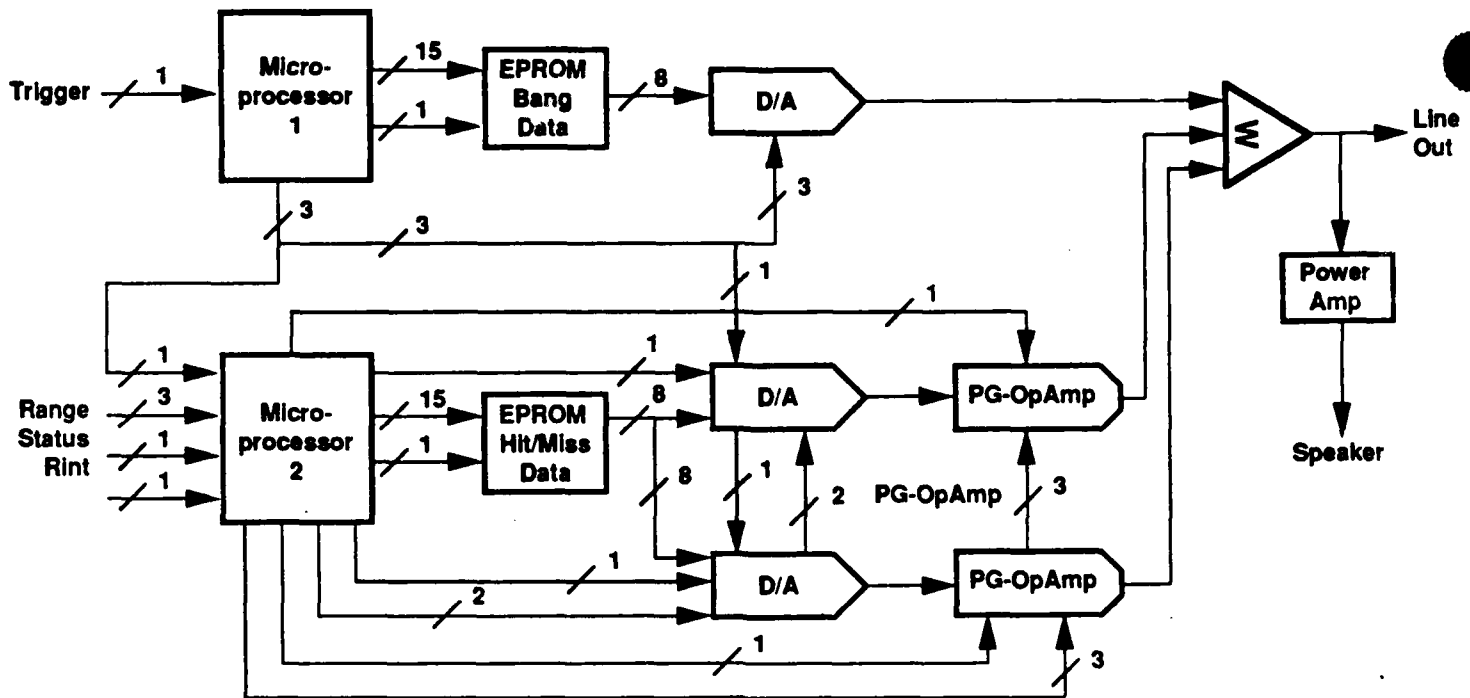 Trigger
1
Micro-
processor
1
15
1
EPROM
Bang
Data
8
D/A
3
3
3
1
W
Line
Out
Power
Amp
Speaker
1
Range
Status
Rint
1
3
1
1
Micro-
processor
2
1
15
1
EPROM
Hit/Miss
Data
8
8
D/A
1
2
PG-OpAmp
PG-OpAmp
3
D/A
PG-OpAmp
1
2
1
3